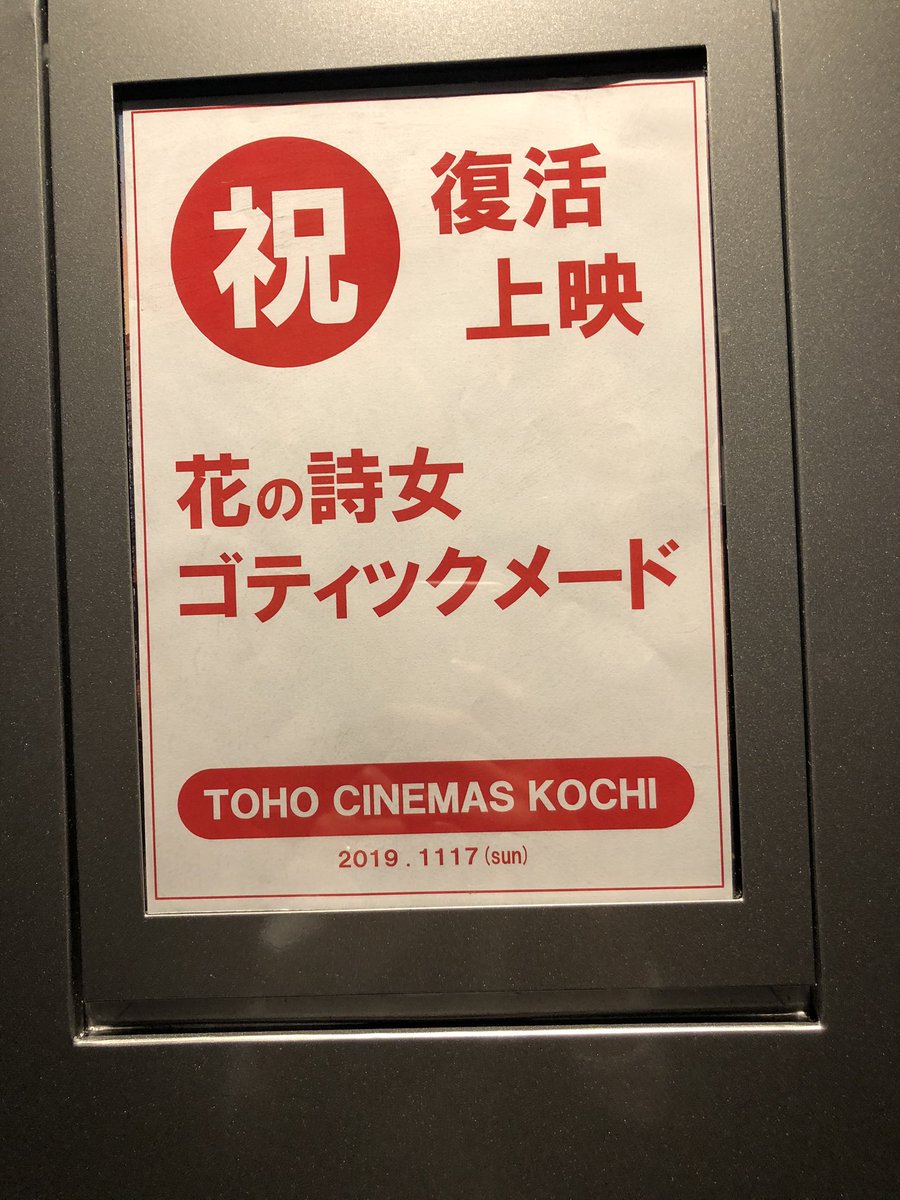 祝
復活
上映
花の詩女
ゴティックメード
TOHO CINEMAS KOCHI
2019.1117(sun)